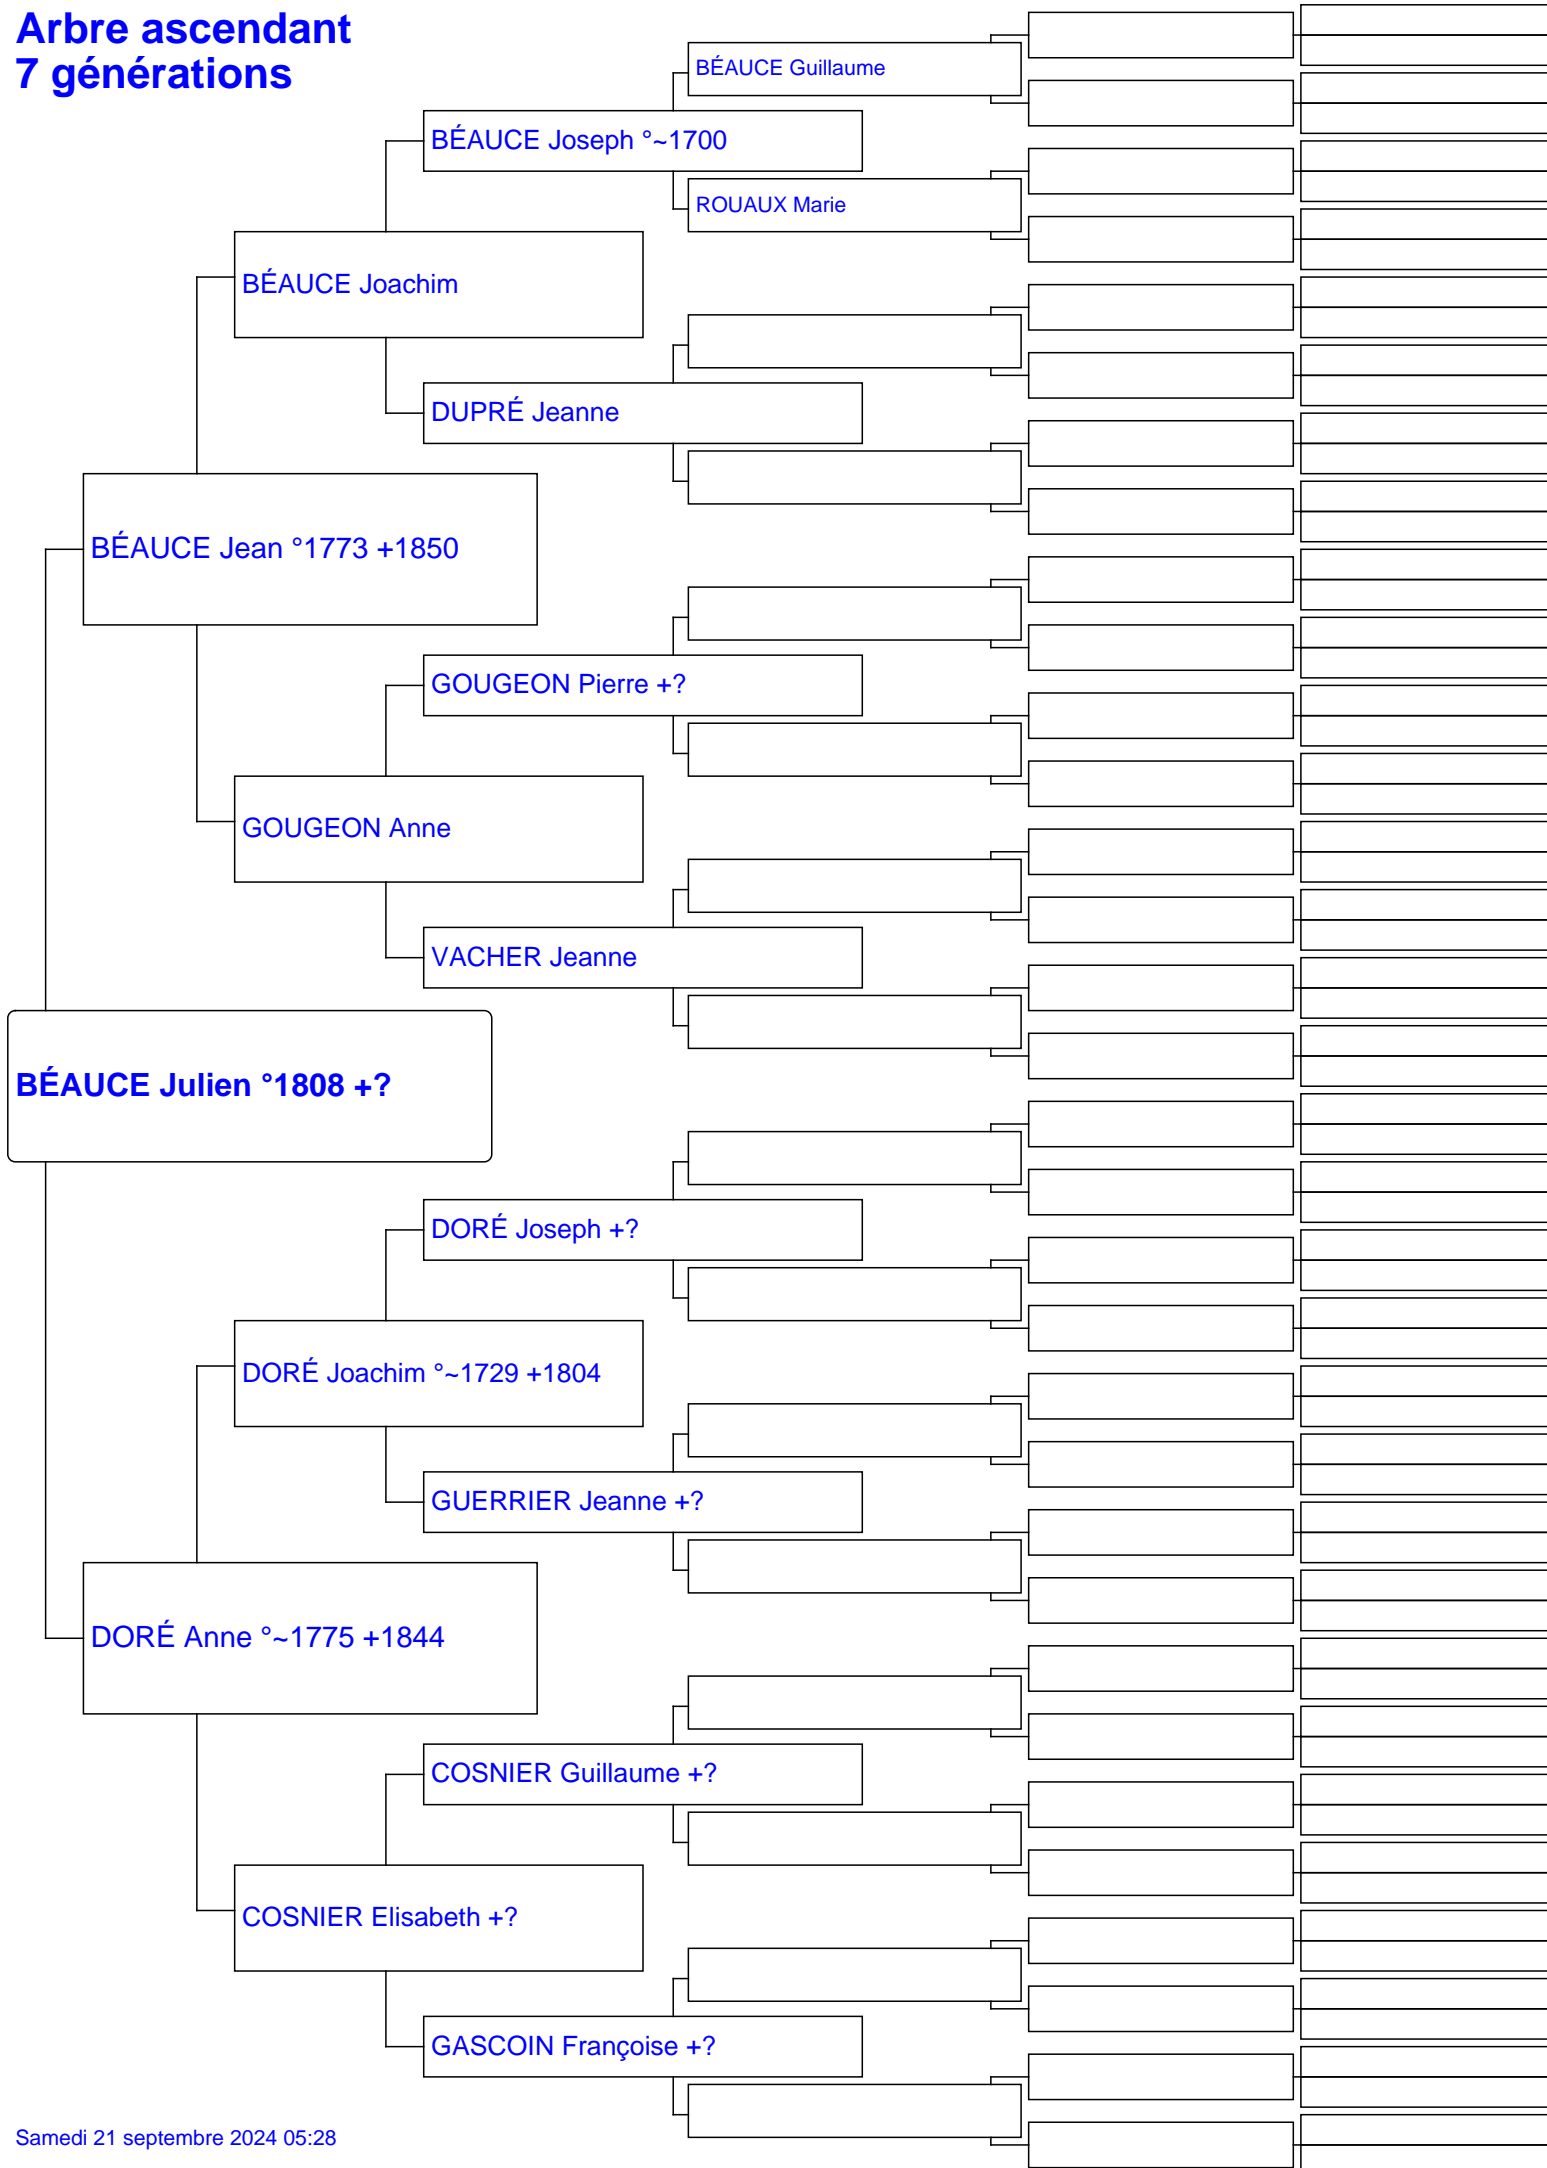 Arbre ascendant
7 générations
BÉAUCE Guillaume
BÉAUCE Joseph °~1700
ROUAUX Marie
BÉAUCE Joachim
DUPRÉ Jeanne
BÉAUCE Jean °1773 +1850
GOUGEON Pierre +?
GOUGEON Anne
VACHER Jeanne
BÉAUCE Julien °1808 +?
DORÉ Joseph +?
DORÉ Joachim °~1729 +1804
GUERRIER Jeanne +?
DORÉ Anne °~1775 +1844
COSNIER Guillaume +?
COSNIER Elisabeth +?
GASCOIN Françoise +?
Samedi 21 septembre 2024 05:28